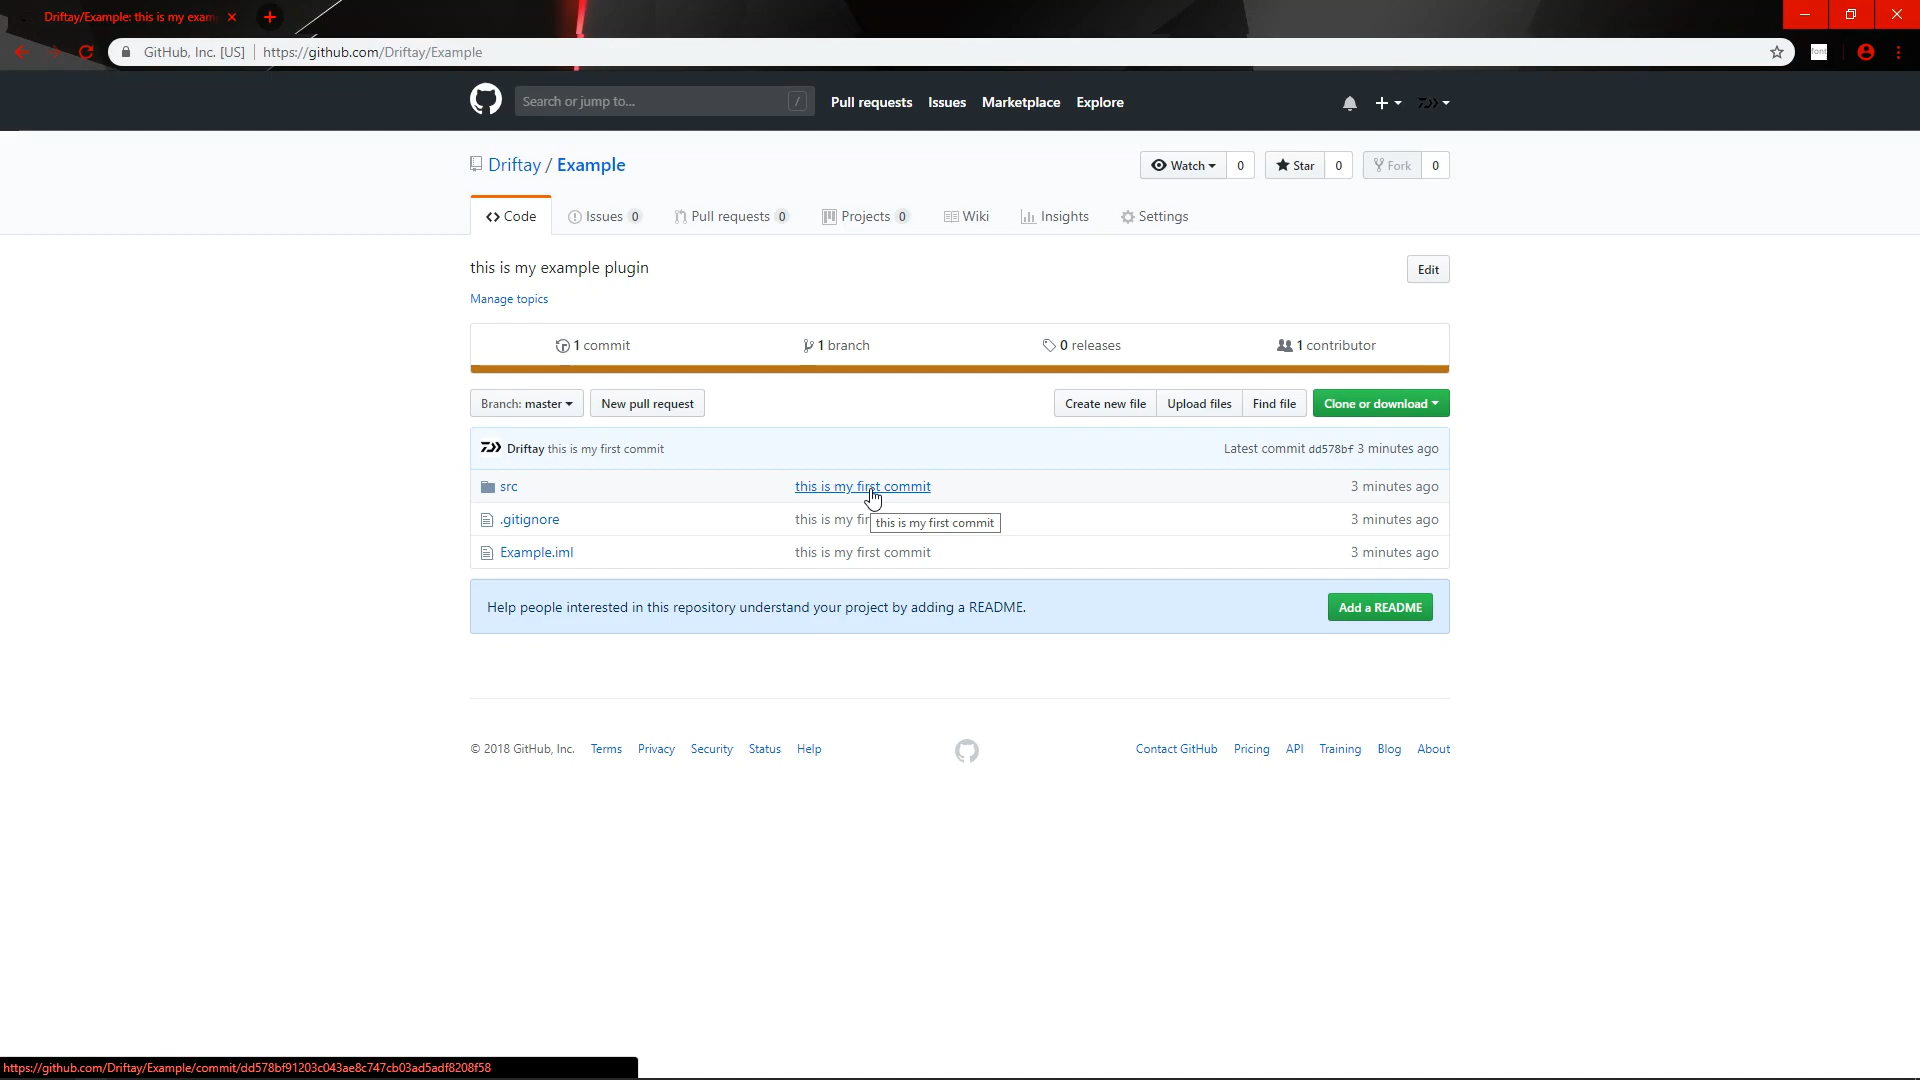 Driftay/Example: this is my exam
GitHub, Inc. [US] https://github.com/Driftay/Example
font
Search or jump to... / Pull requests Issues Marketplace Explore
Driftay / Example Watch 0 Star 0 Fork 0
Code Issues 0 Pull requests 0 Projects 0 Wiki Insights Settings
this is my example plugin Edit
Manage topics
1 commit 1 branch 0 releases 1 contributor
Branch: master New pull request Create new file Upload files Find file Clone or download
Driftay this is my first commit Latest commit dd578bf 3 minutes ago
src this is my first commit 3 minutes ago
.gitignore this is my fir 3 minutes ago
this is my first commit
Example.iml this is my first commit 3 minutes ago
Help people interested in this repository understand your project by adding a README. Add a README
© 2018 GitHub, Inc. Terms Privacy Security Status Help Contact GitHub Pricing API Training Blog About
https://github.com/Driftay/Example/commit/dd578bf91203c043ae8c747cb03ad5adf8208f58